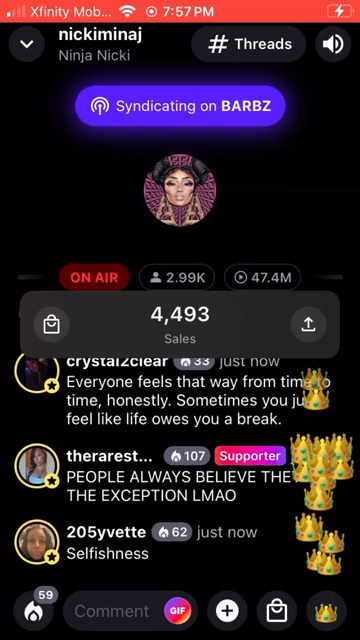 Xfinity Mob... 7:57 PM
nickiminaj
Ninja Nicki
# Threads
Syndicating on BARBZ
ON AIR 2.99K 47.4M
4,493
Sales
crystal2clear 33 just now
Everyone feels that way from time to
time, honestly. Sometimes you ju
feel like life owes you a break.
therarest... 107 Supporter
PEOPLE ALWAYS BELIEVE THE
THE EXCEPTION LMAO
205yvette 62 just now
Selfishness
59
Comment GIF